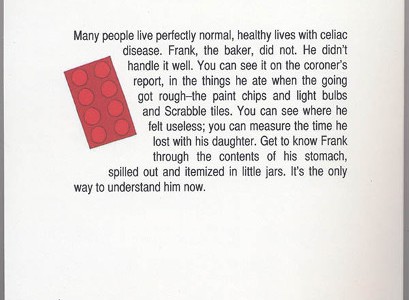 Many people live perfectly normal, healthy lives with celiac
disease. Frank, the baker, did not. He didn't
handle it well. You can see it on the coroner's
report, in the things he ate when the going
got rough–the paint chips and light bulbs
and Scrabble tiles. You can see where he
felt useless; you can measure the time he
lost with his daughter. Get to know Frank
through the contents of his stomach,
spilled out and itemized in little jars. It's the only
way to understand him now.